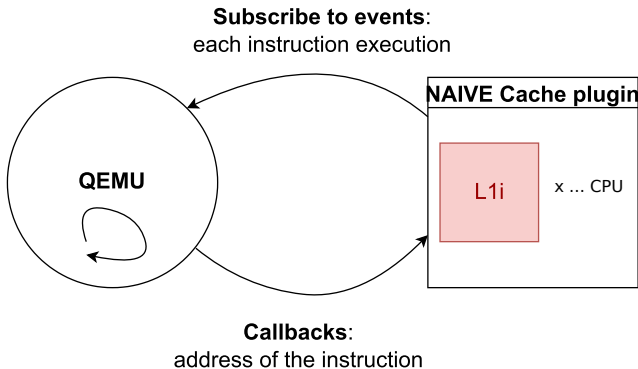 Subscribe to events:
each instruction execution
NAIVE Cache plugin
QEMU
L1i
x ... CPU
Callbacks:
address of the instruction